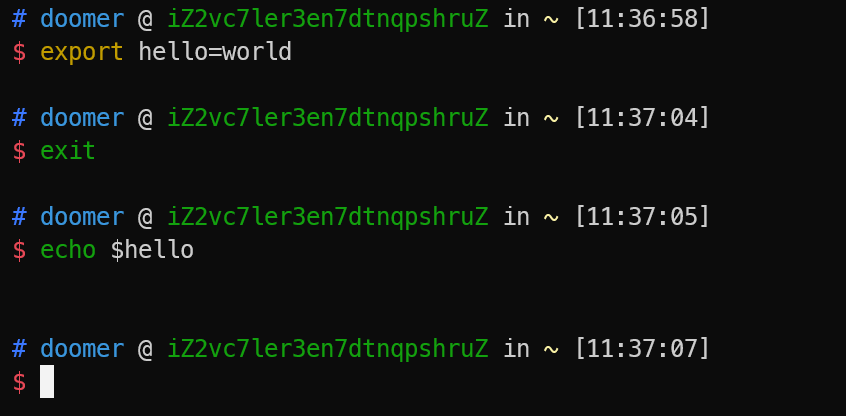 # doomer @ iZ2vc7ler3en7dtnqpshruZ in ~ [11:36:58]
$ export hello=world
# doomer @ iZ2vc7ler3en7dtnqpshruZ in ~ [11:37:04]
$ exit
# doomer @ iZ2vc7ler3en7dtnqpshruZ in ~ [11:37:05]
$ echo $hello
# doomer @ iZ2vc7ler3en7dtnqpshruZ in ~ [11:37:07]
$